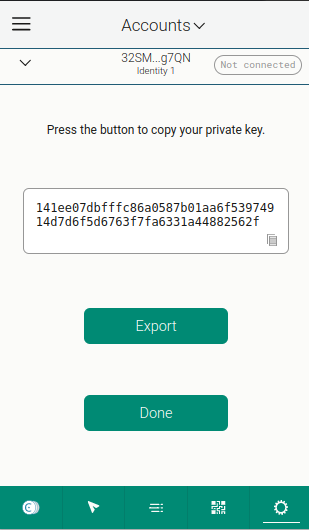 Accounts
32SM...g7QN
Identity 1
Not connected
Press the button to copy your private key.
141ee07dbfffc86a0587b01aa6f539749
14d7d6f5d6763f7fa6331a44882562f
Export
Done